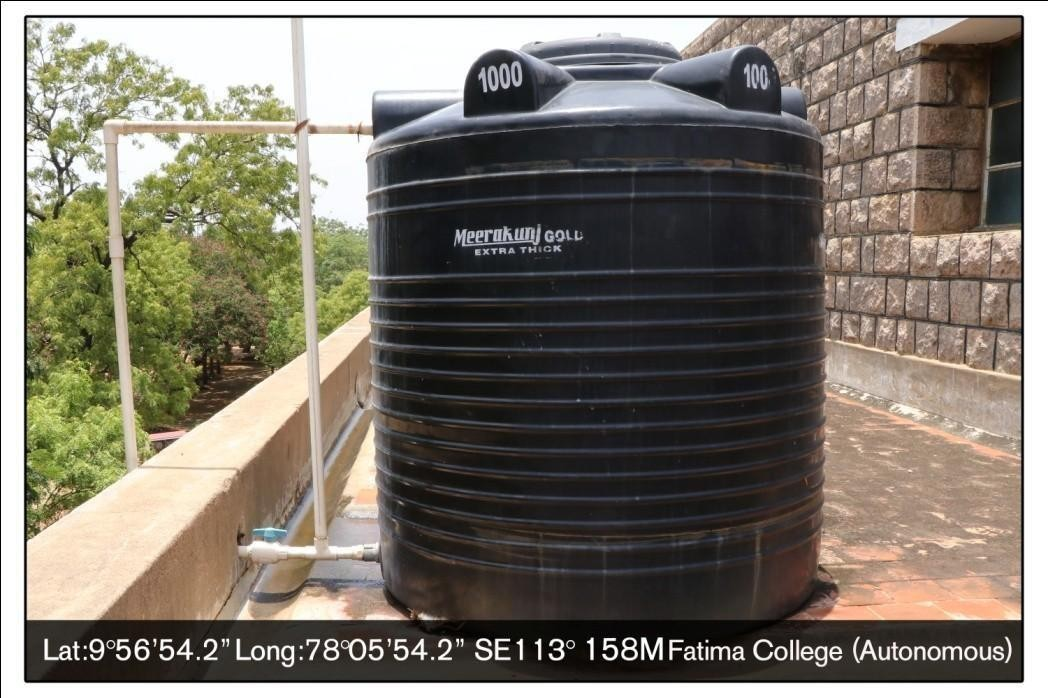 1000
100
Meerakunj GOLD
EXTRA THICK
Lat:9°56'54.2" Long:78°05'54.2" SE113° 158M Fatima College (Autonomous)